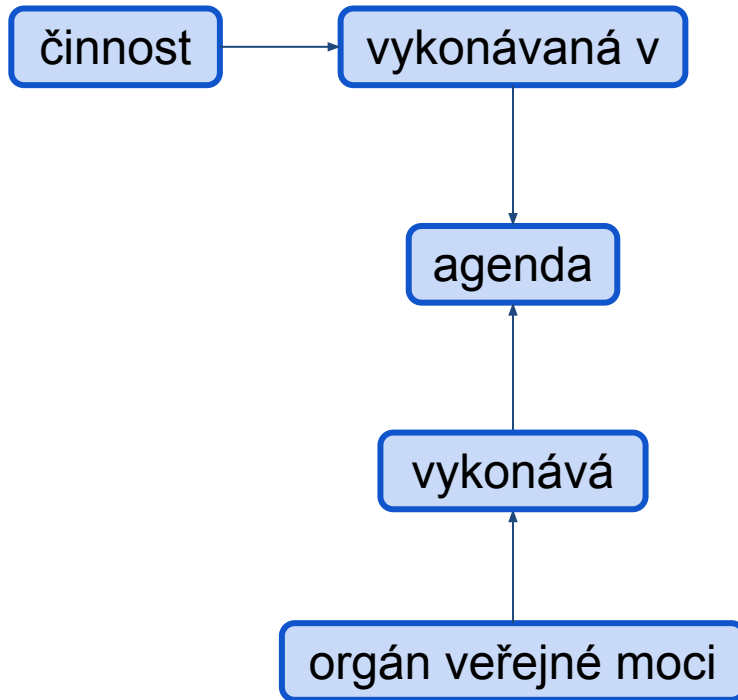 činnost
vykonávaná v
agenda
vykonává
orgán veřejné moci